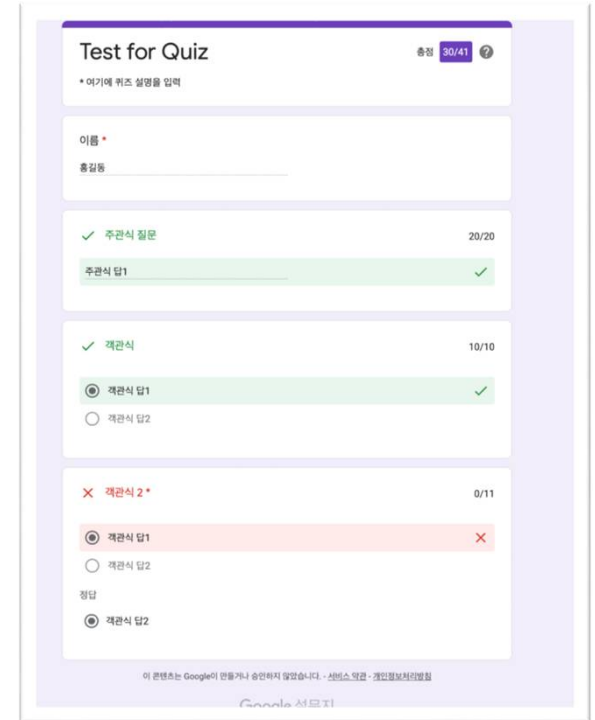 Test for Quiz
총점 30/41
* 여기에 퀴즈 설명을 입력
이름 *
홍길동
주관식 질문 20/20
주관식 답1
객관식 10/10
객관식 답1
객관식 답2
객관식 2 * 0/11
객관식 답1
객관식 답2
정답
객관식 답2
이 콘텐츠는 Google이 만들거나 승인하지 않았습니다. - 서비스 약관 - 개인정보처리방침
Google 설문지